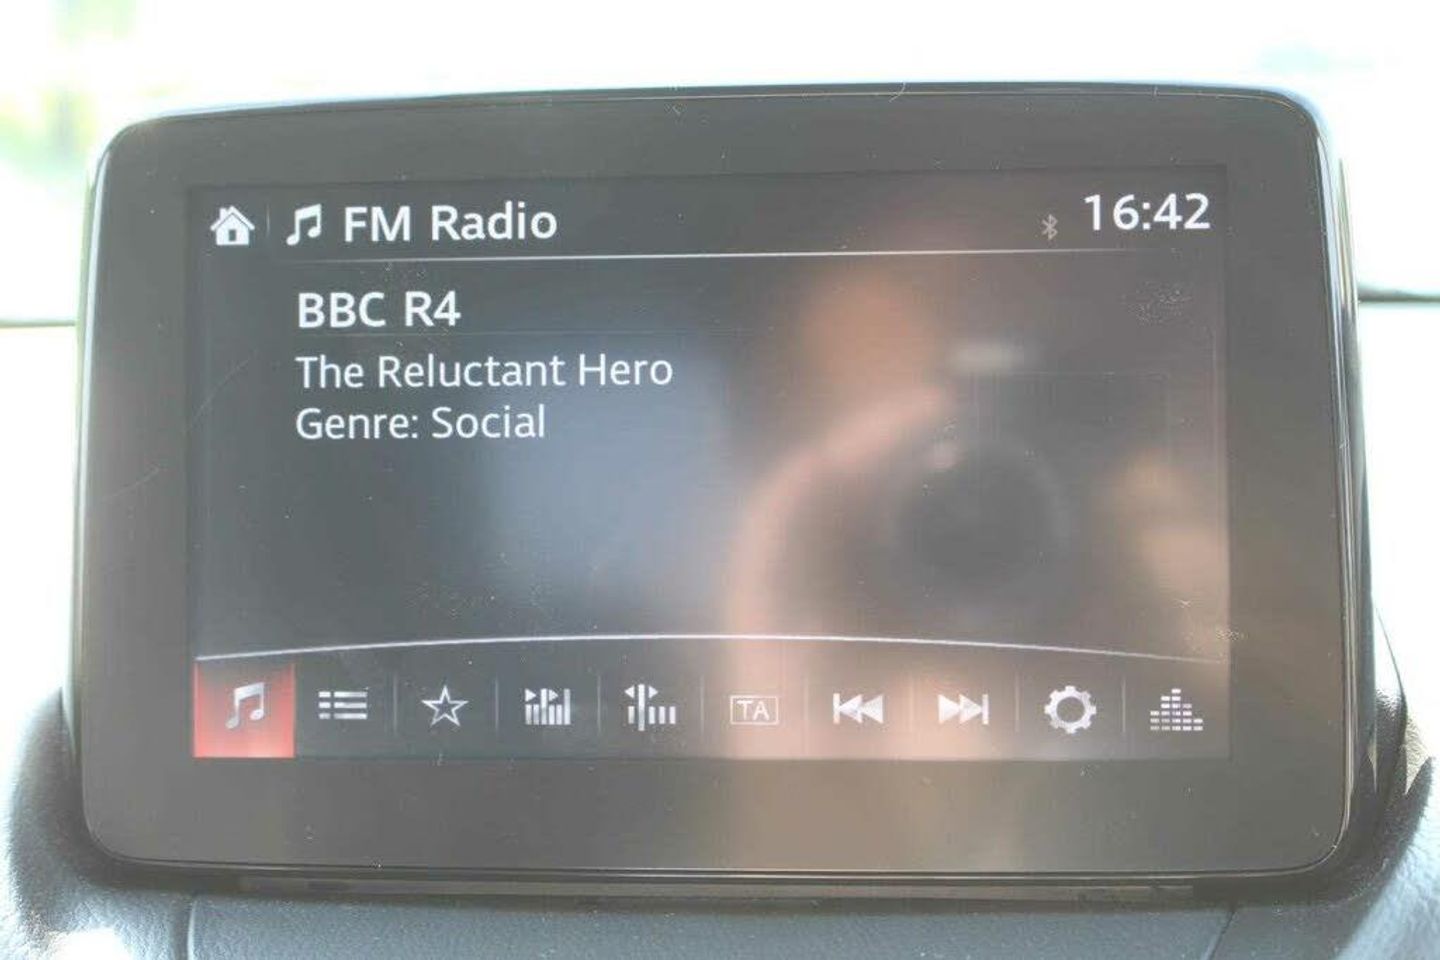 FM Radio
16:42
BBC R4
The Reluctant Hero
Genre: Social
TA